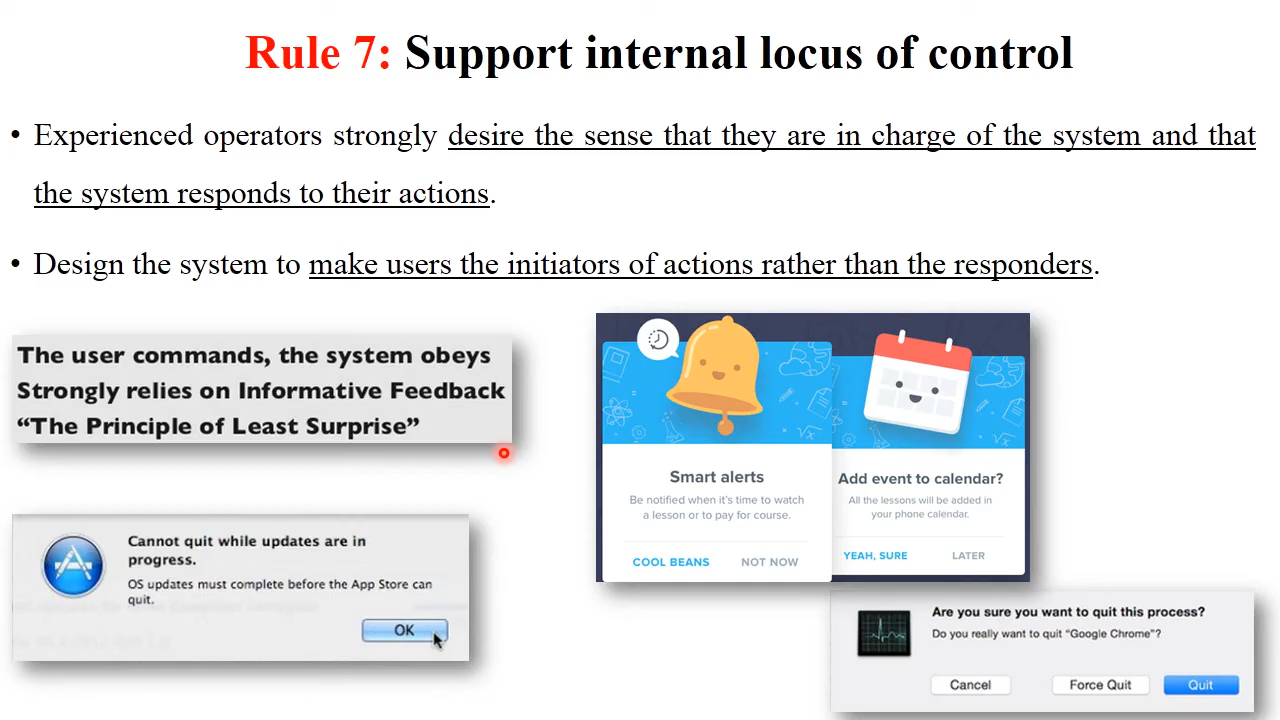 Rule 7: Support internal locus of control
• Experienced operators strongly desire the sense that they are in charge of the system and that
the system responds to their actions.
• Design the system to make users the initiators of actions rather than the responders.
The user commands, the system obeys
Strongly relies on Informative Feedback
“The Principle of Least Surprise”
Cannot quit while updates are in
progress.
OS updates must complete before the App Store can
quit.
OK
Smart alerts
Be notified when it's time to watch
a lesson or to pay for course.
COOL BEANS NOT NOW
Add event to calendar?
All the lessons will be added in
your phone calendar.
YEAH, SURE LATER
Are you sure you want to quit this process?
Do you really want to quit “Google Chrome”?
Cancel Force Quit Quit